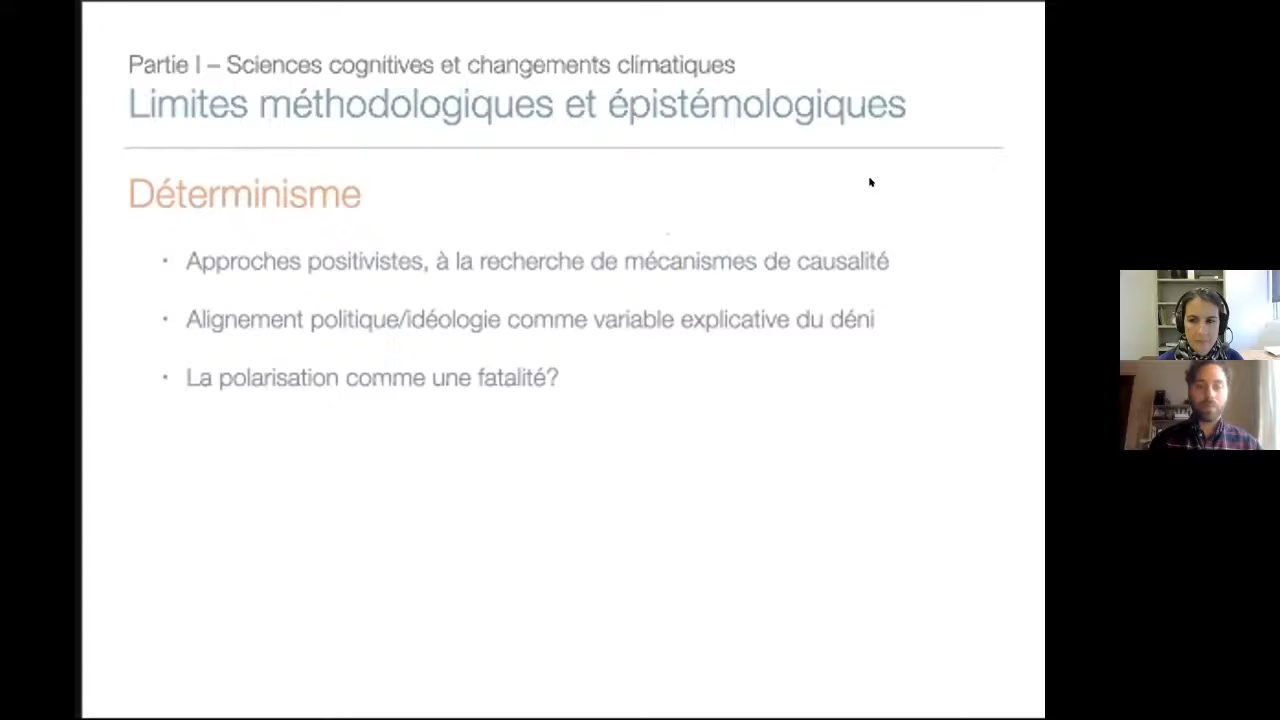 Partie I – Sciences cognitives et changements climatiques
Limites méthodologiques et épistémologiques
Déterminisme
· Approches positivistes, à la recherche de mécanismes de causalité
· Alignement politique/idéologie comme variable explicative du déni
· La polarisation comme une fatalité?